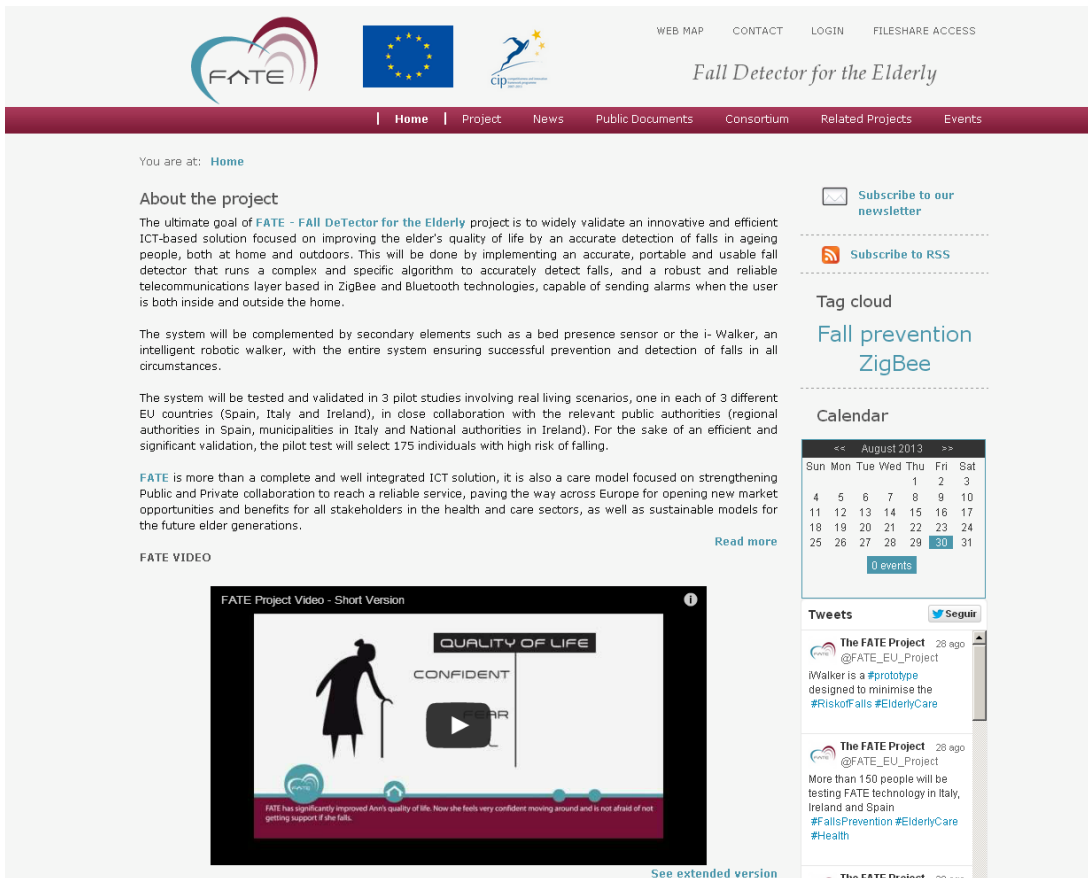 WEB MAP CONTACT LOGIN FILESHARE ACCESS
FATE
cip
Fall Detector for the Elderly
Home Project News Public Documents Consortium Related Projects Events
You are at: Home
About the project
The ultimate goal of FATE - FAll DeTector for the Elderly project is to widely validate an innovative and efficient
ICT-based solution focused on improving the elder's quality of life by an accurate detection of falls in ageing
people, both at home and outdoors. This will be done by implementing an accurate, portable and usable fall
detector that runs a complex and specific algorithm to accurately detect falls, and a robust and reliable
telecommunications layer based in ZigBee and Bluetooth technologies, capable of sending alarms when the user
is both inside and outside the home.
The system will be complemented by secondary elements such as a bed presence sensor or the i- Walker, an
intelligent robotic walker, with the entire system ensuring successful prevention and detection of falls in all
circumstances.
The system will be tested and validated in 3 pilot studies involving real living scenarios, one in each of 3 different
EU countries (Spain, Italy and Ireland), in close collaboration with the relevant public authorities (regional
authorities in Spain, municipalities in Italy and National authorities in Ireland). For the sake of an efficient and
significant validation, the pilot test will select 175 individuals with high risk of falling.
FATE is more than a complete and well integrated ICT solution, it is also a care model focused on strengthening
Public and Private collaboration to reach a reliable service, paving the way across Europe for opening new market
opportunities and benefits for all stakeholders in the health and care sectors, as well as sustainable models for
the future elder generations.
Read more
FATE VIDEO
FATE Project Video - Short Version
QUALITY OF LIFE
CONFIDENT
FATE
FATE has significantly improved Ann's quality of life. Now she feels very confident moving around and is not afraid of not
getting support if she falls.
See extended version
Subscribe to our
newsletter
Subscribe to RSS
Tag cloud
Fall prevention
ZigBee
Calendar
<< August 2013 >>
Sun Mon Tue Wed Thu Fri Sat
1 2 3
4 5 6 7 8 9 10
11 12 13 14 15 16 17
18 19 20 21 22 23 24
25 26 27 28 29 30 31
0 events
Tweets Seguir
The FATE Project 28 ago
@FATE_EU_Project
iWalker is a #prototype
designed to minimise the
#RiskofFalls #ElderlyCare
The FATE Project 28 ago
@FATE_EU_Project
More than 150 people will be
testing FATE technology in Italy,
Ireland and Spain
#FallsPrevention #ElderlyCare
#Health
The FATE Project